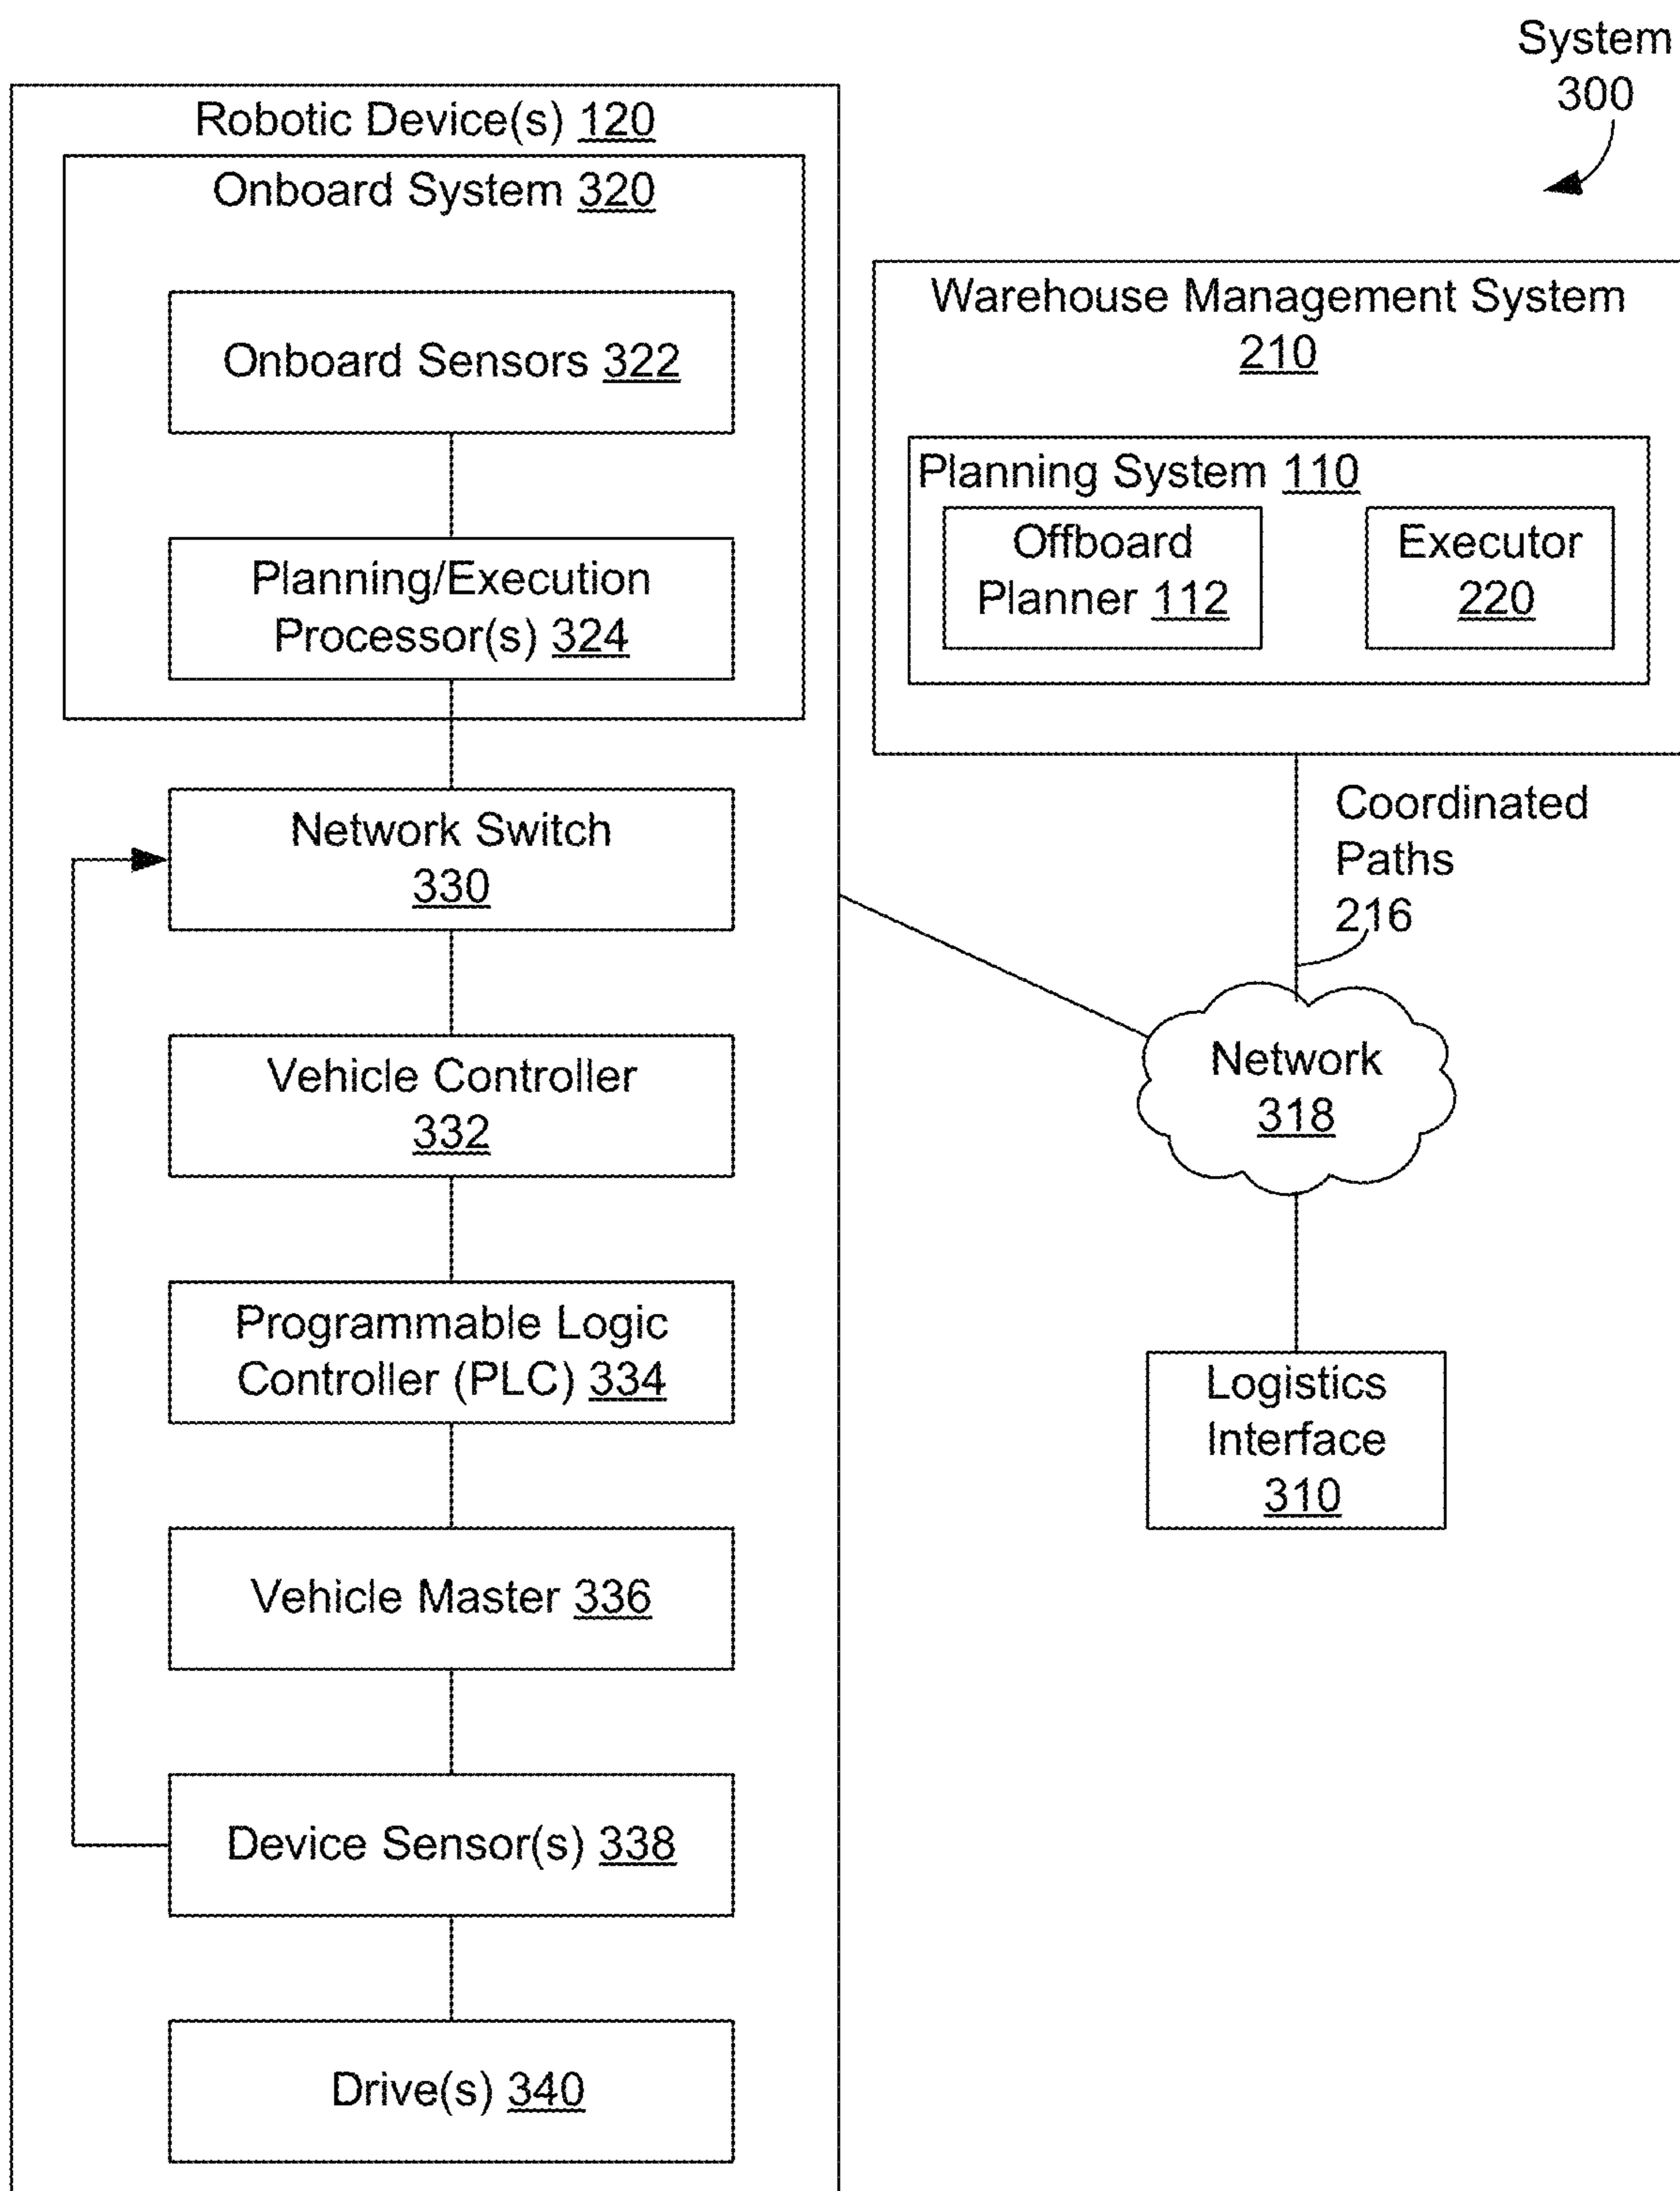 System
300
Robotic Device(s) 120
Onboard System 320
Onboard Sensors 322
Planning/Execution
Processor(s) 324
Network Switch
330
Vehicle Controller
332
Programmable Logic
Controller (PLC) 334
Vehicle Master 336
Device Sensor(s) 338
Drive(s) 340
Warehouse Management System
210
Planning System 110
Offboard
Planner 112
Executor
220
Coordinated
Paths
216
Network
318
Logistics
Interface
310